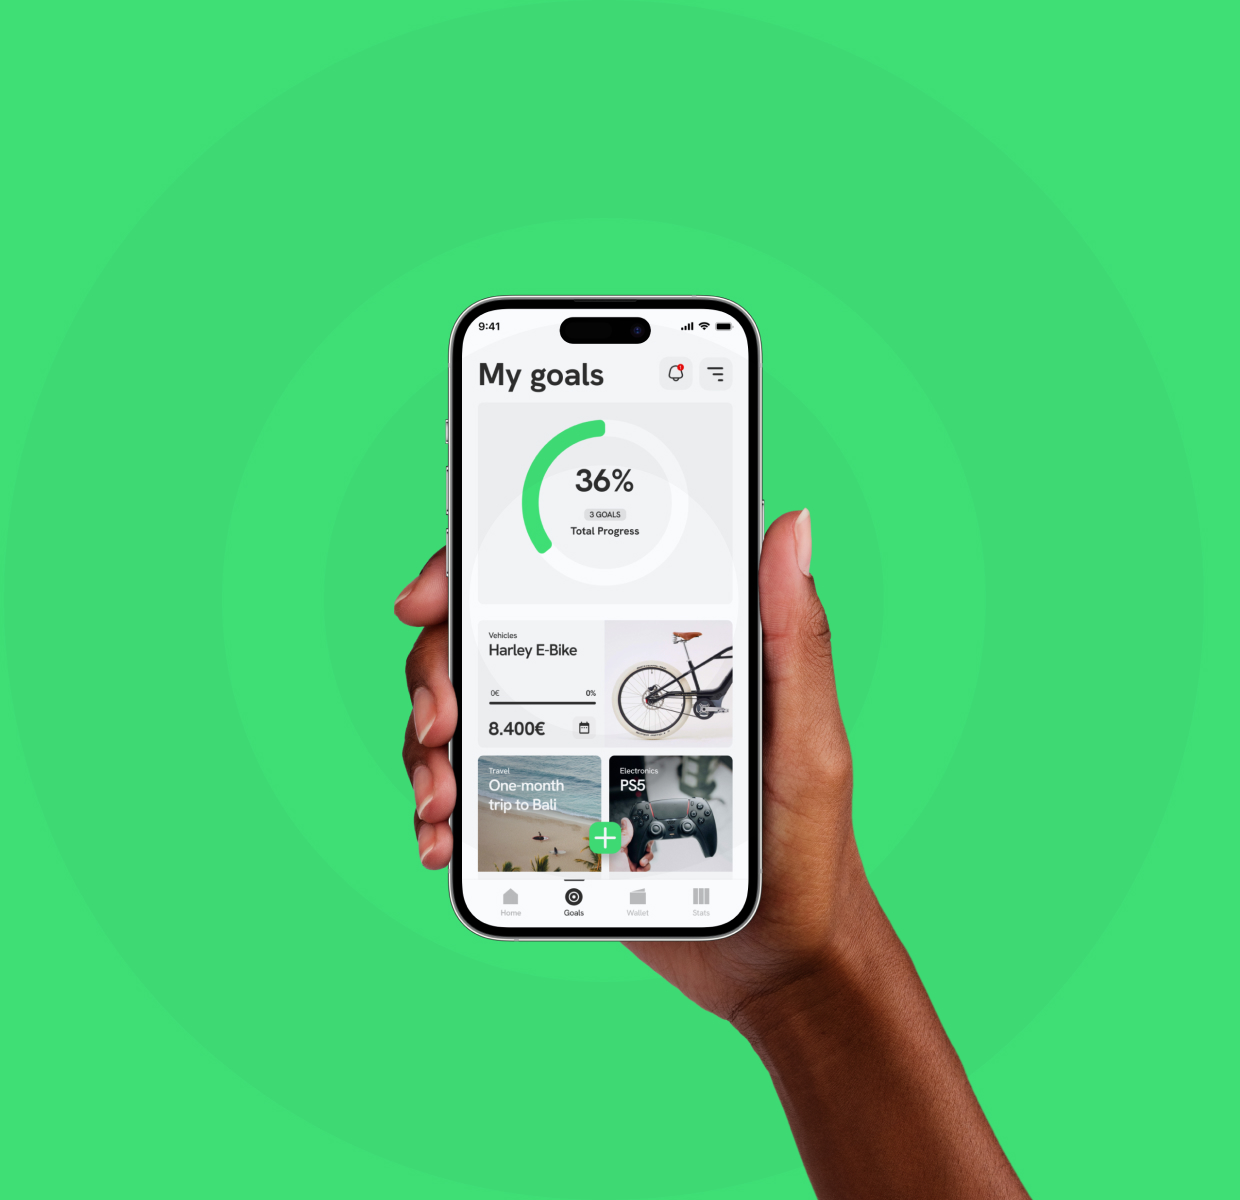 9:41
My goals
36%
3 GOALS
Total Progress
Vehicles
Harley E-Bike
0€ 0%
8.400€
Travel
One-month
trip to Bali
Electronics
PS5
Home Goals Wallet Stats